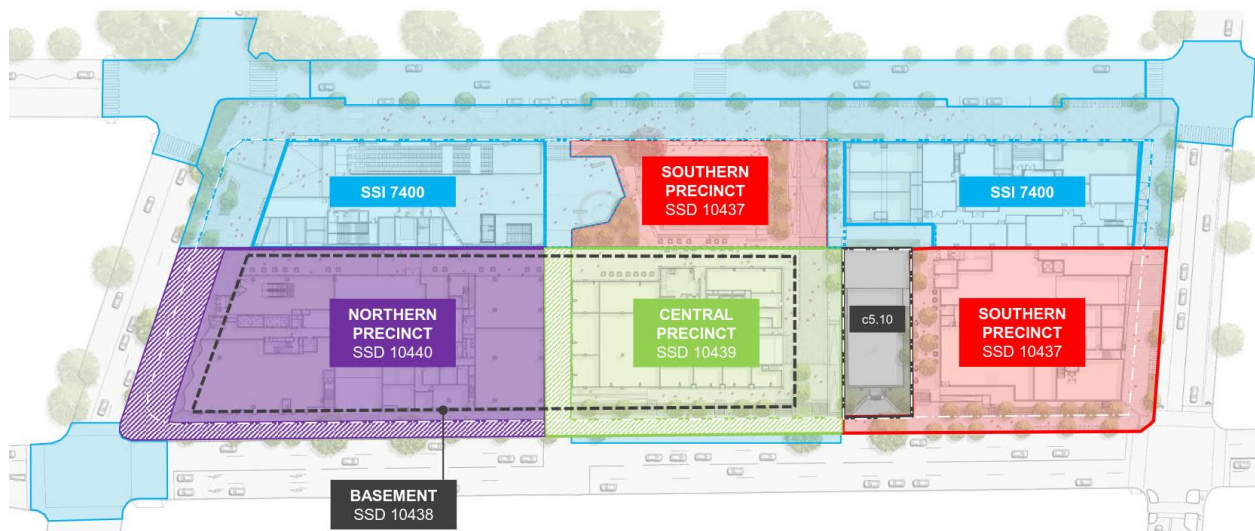 SSI 7400
SOUTHERN
PRECINCT
SSD 10437
SSI 7400
NORTHERN
PRECINCT
SSD 10440
CENTRAL
PRECINCT
SSD 10439
c5.10
SOUTHERN
PRECINCT
SSD 10437
BASEMENT
SSD 10438